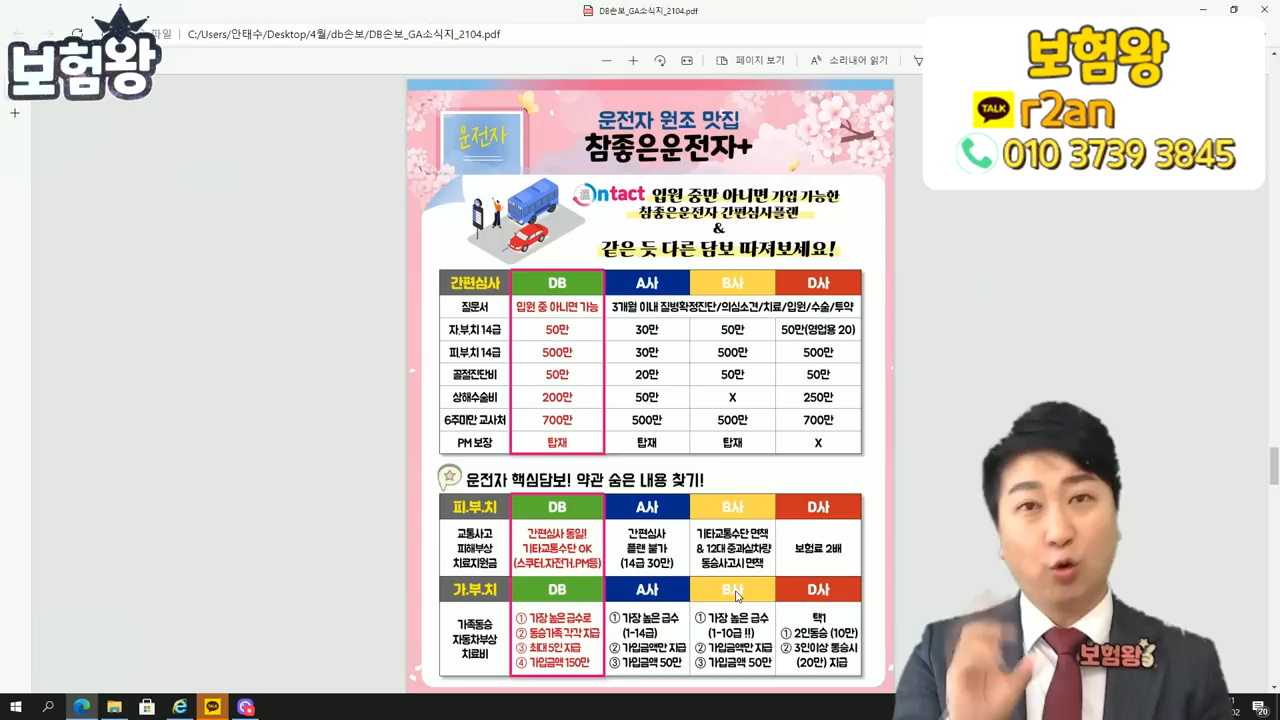 DB손보_GA소식지_2104.pdf
보험왕
파일 C:/Users/안태수/Desktop/4월/db손보/DB손보_GA소식지_2104.pdf
페이지 보기
소리내어 읽기
보험왕
TALK r2an
010 3739 3845
운전자
운전자 원조 맛집
참좋은운전자+
Ontact 입원 중만 아니면 가입 가능한
참좋은운전자 간편심사플랜
&
같은 듯 다른 담보 따져보세요!
간편심사 DB A사 B사 D사
질문서 입원 중 아니면 가능 3개월 이내 질병확정진단/의심소견/치료/입원/수술/투약
자.부치 14급 50만 30만 50만 50만(영업용 20)
피.부치 14급 500만 30만 500만 500만
골절진단비 50만 20만 50만 50만
상해수술비 200만 50만 X 250만
6주미만 교사처 700만 500만 500만 700만
PM 보장 탑재 탑재 탑재 X
운전자 핵심담보! 약관 숨은 내용 찾기!
피.부.치 DB A사 B사 D사
교통사고 피해부상 치료지원금
간편심사 동일! 기타교통수단 OK (스쿠터.자전거.PM등)
간편심사 플랜 불가 (14급 30만)
기타교통수단 면책 & 12대 중과실차량 동승사고시 면책
보험료 2배
가.부.치 DB A사 B사 D사
가족동승 자동차부상 치료비
① 가장 높은 급수로
② 동승가족 각각 지급
③ 최대 5인 지급
④ 가입금액 150만
① 가장 높은 급수 (1-14급)
② 가입금액만 지급
③ 가입금액 50만
① 가장 높은 급수 (1-10급 !!)
② 가입금액만 지급
③ 가입금액 50만
택1
① 2인동승 (10만)
② 3인이상 동승시 (20만) 지급
보험왕
20